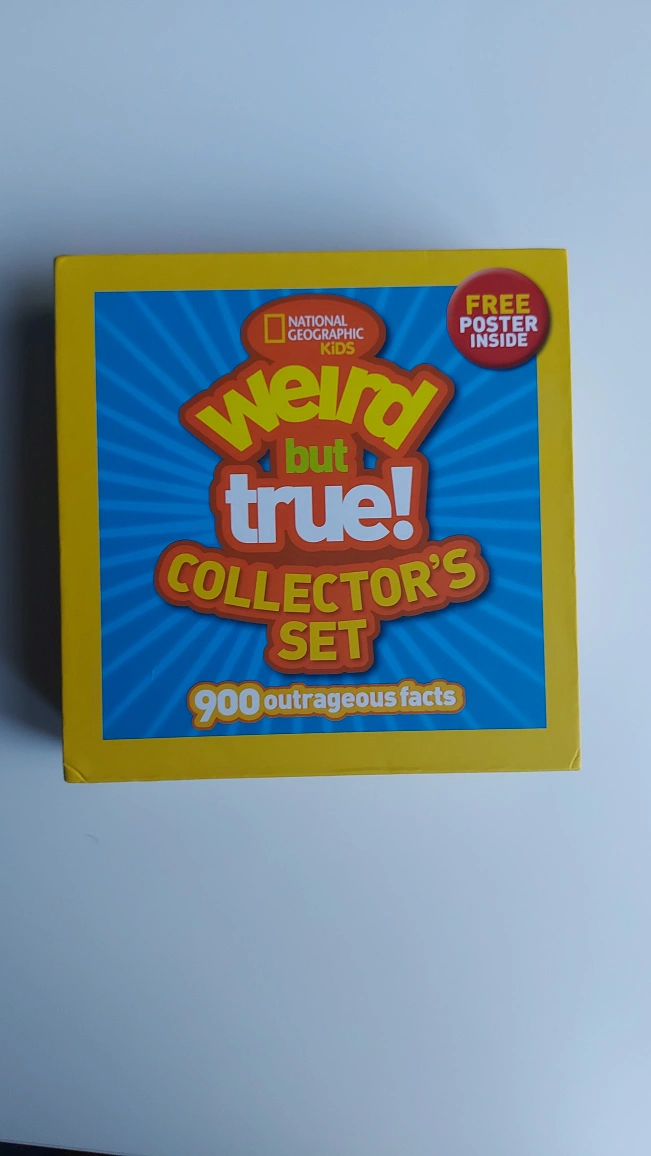 NATIONAL
GEOGRAPHIC
KiDS
FREE
POSTER
INSIDE
weird
but
true!
COLLECTOR'S
SET
900 outrageous facts